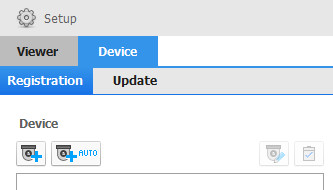 Setup
Viewer Device
Registration Update
Device
AUTO